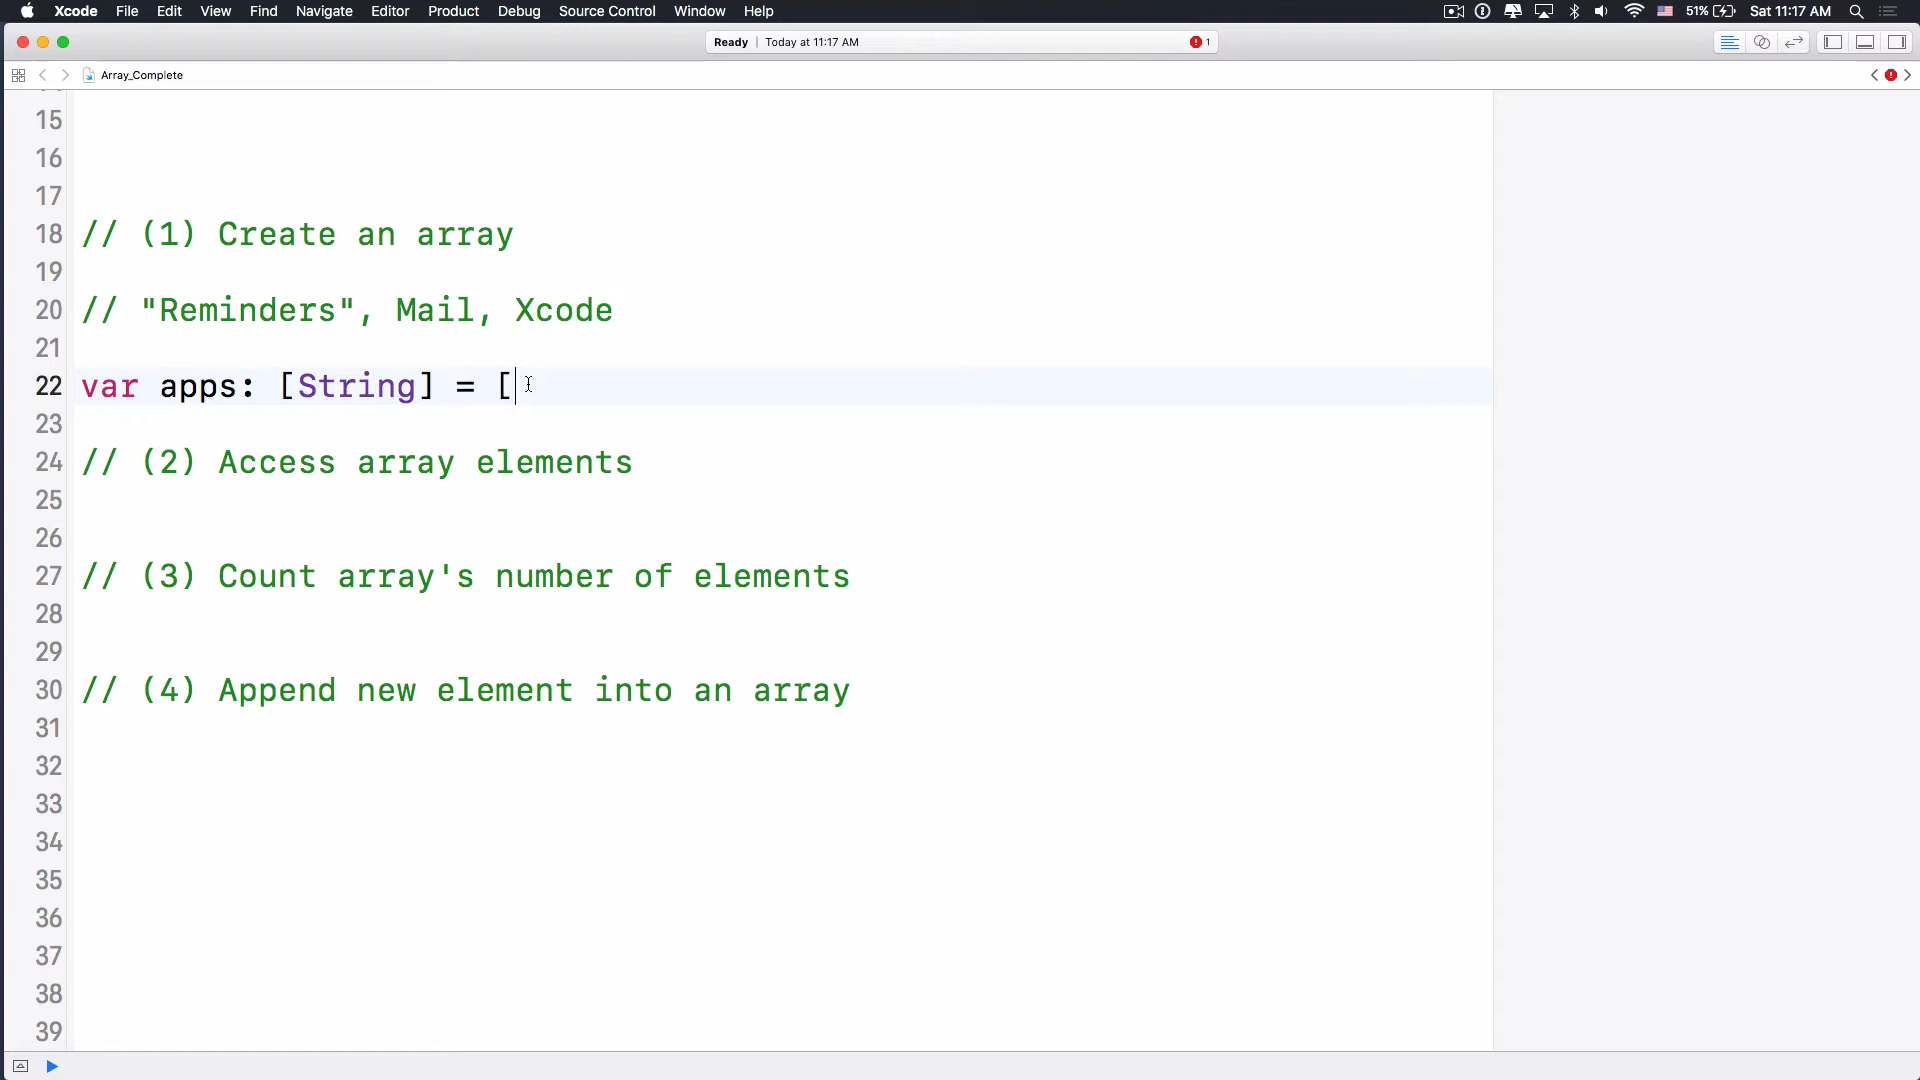 Xcode File Edit View Find Navigate Editor Product Debug Source Control Window Help 51% Sat 11:17 AM
Ready | Today at 11:17 AM 1
Array_Complete
15
16
17
18 // (1) Create an array
19
20 // "Reminders", Mail, Xcode
21
22 var apps: [String] = [
23
24 // (2) Access array elements
25
26
27 // (3) Count array's number of elements
28
29
30 // (4) Append new element into an array
31
32
33
34
35
36
37
38
39